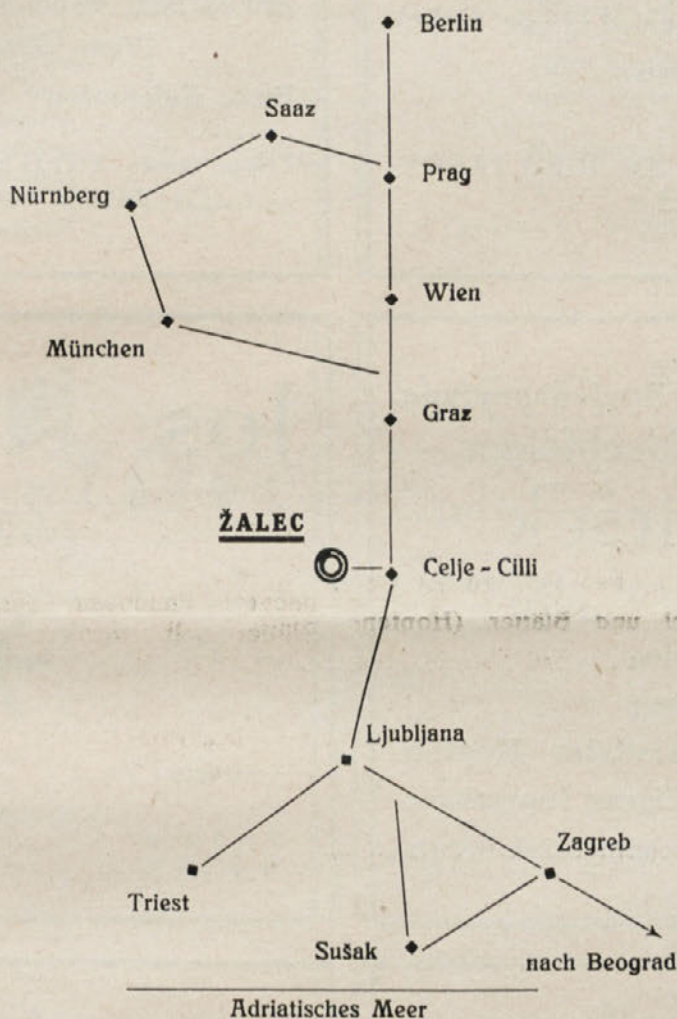 Berlin
Saaz
Prag
Nürnberg
Wien
München
Graz
ŽALEC
Celje - Cilli
Ljubljana
Zagreb
Triest
Sušak
nach Beograd
Adriatisches Meer